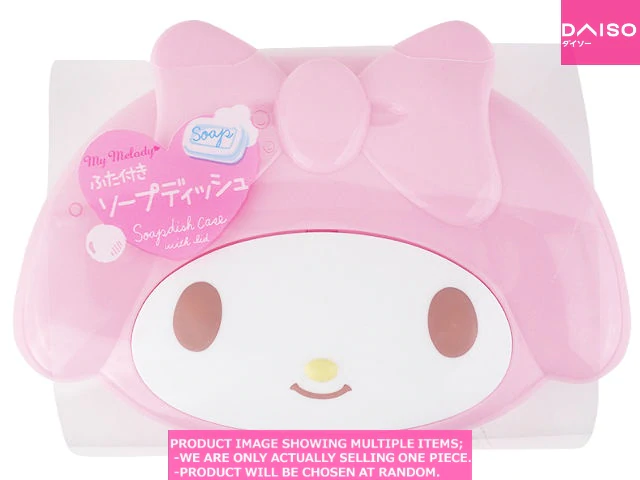 DAISO
ダイソー
Soap
My Melody
ふた付き
ソープディッシュ
Soapdish Case
with lid
PRODUCT IMAGE SHOWING MULTIPLE ITEMS;
-WE ARE ONLY ACTUALLY SELLING ONE PIECE.
-PRODUCT WILL BE CHOSEN AT RANDOM.